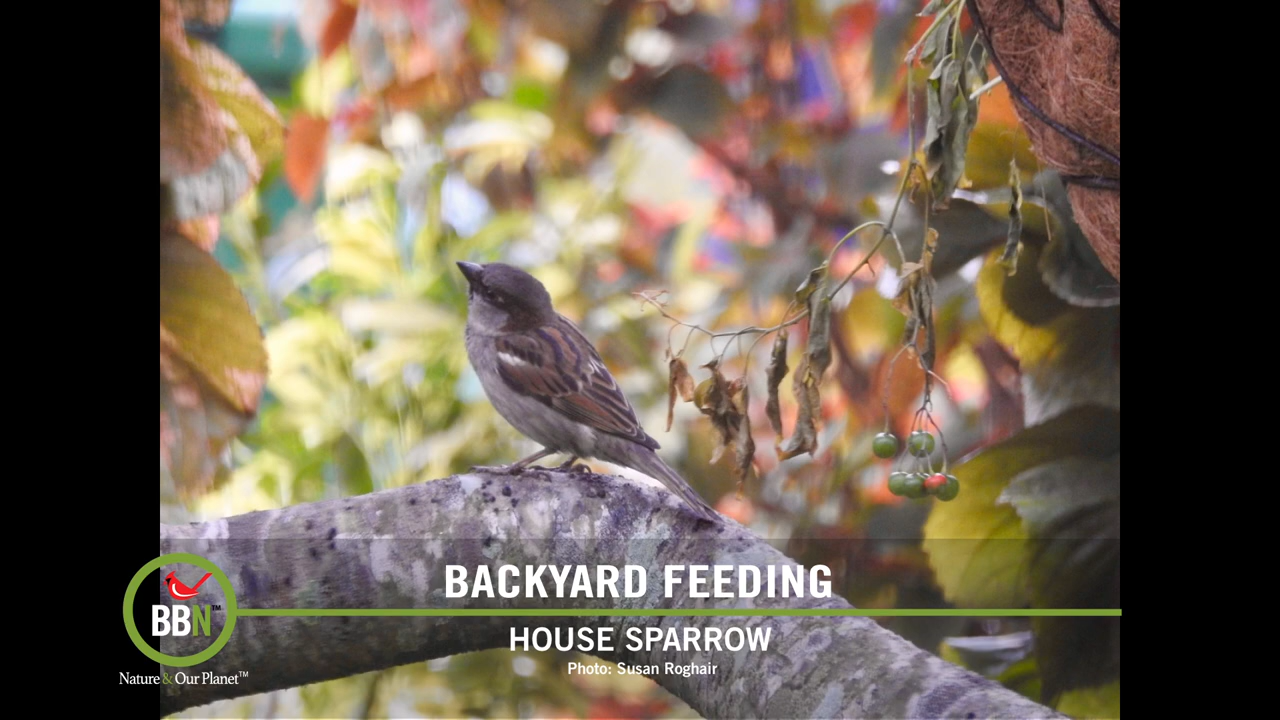 BACKYARD FEEDING
BBN™
HOUSE SPARROW
Photo: Susan Roghair
Nature & Our Planet™